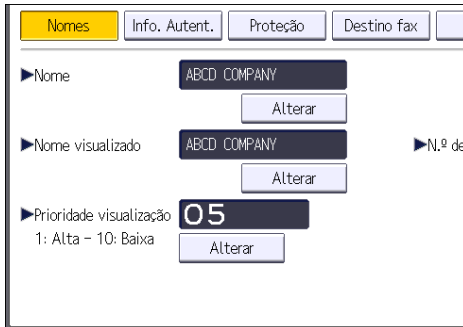 Nomes Info. Autent. Proteção Destino fax
▶Nome ABCD COMPANY
Alterar
▶Nome visualizado ABCD COMPANY ▶N.º de
Alterar
▶Prioridade visualização 05
1: Alta - 10: Baixa Alterar